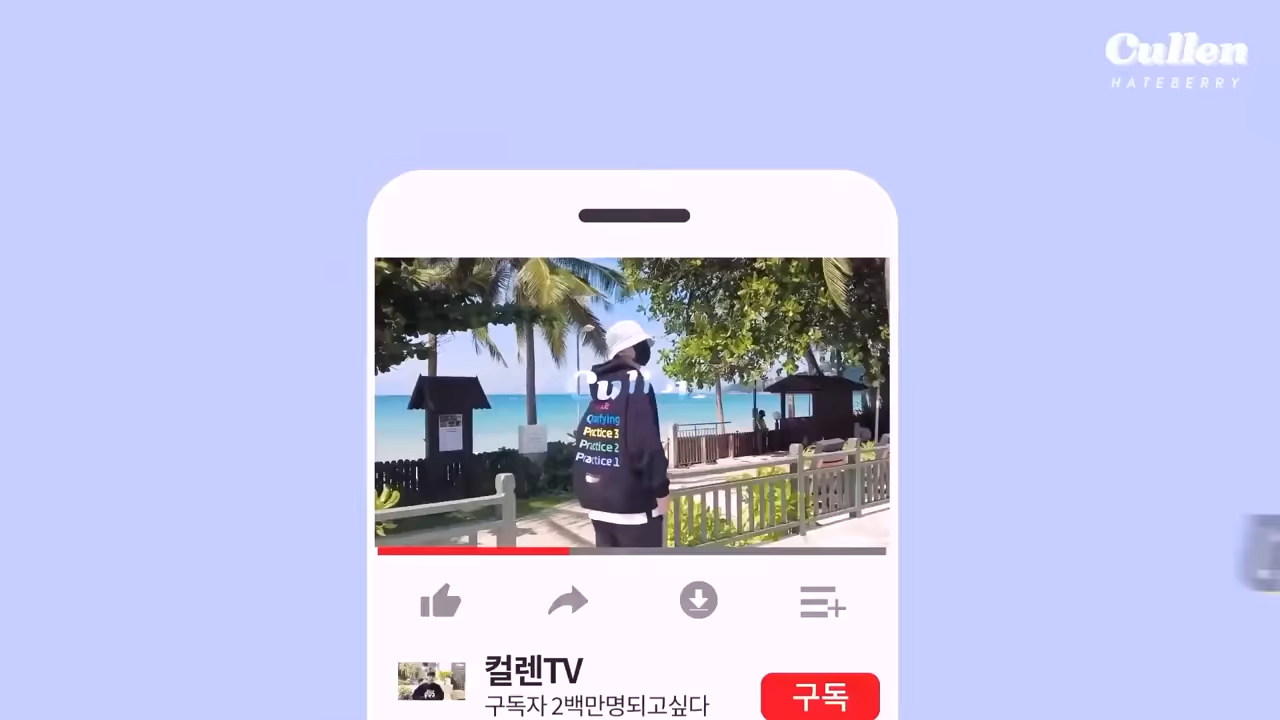 Cullen
HATEBERRY
Cullen
Qualifying
Practice 3
Practice 2
Practice 1
컬렌TV
구독자 2백만명되고싶다
구독